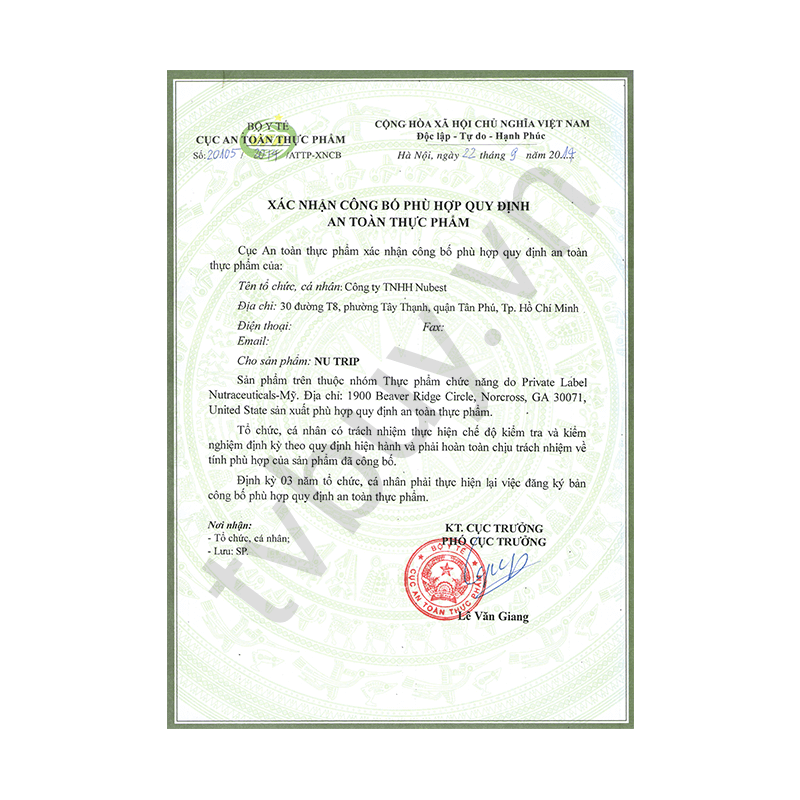 BỘ Y TẾ
CỤC AN TOÀN THỰC PHẨM
Số: 20105 / 2014 /ATTP-XNCB
CỘNG HÒA XÃ HỘI CHỦ NGHĨA VIỆT NAM
Độc lập - Tự do - Hạnh Phúc
Hà Nội, ngày 22 tháng 9 năm 2014
XÁC NHẬN CÔNG BỐ PHÙ HỢP QUY ĐỊNH
AN TOÀN THỰC PHẨM
Cục An toàn thực phẩm xác nhận công bố phù hợp quy định an toàn
thực phẩm của:
Tên tổ chức, cá nhân: Công ty TNHH Nubest
Địa chỉ: 30 đường T8, phường Tây Thạnh, quận Tân Phú, Tp. Hồ Chí Minh
Điện thoại: Fax:
Email:
Cho sản phẩm: NU TRIP
Sản phẩm trên thuộc nhóm Thực phẩm chức năng do Private Label
Nutraceuticals-Mỹ. Địa chỉ: 1900 Beaver Ridge Circle, Norcross, GA 30071,
United State sản xuất phù hợp quy định an toàn thực phẩm.
Tổ chức, cá nhân có trách nhiệm thực hiện chế độ kiểm tra và kiểm
nghiệm định kỳ theo quy định hiện hành và phải hoàn toàn chịu trách nhiệm về
tính phù hợp của sản phẩm đã công bố.
Định kỳ 03 năm tổ chức, cá nhân phải thực hiện lại việc đăng ký bản
công bố phù hợp quy định an toàn thực phẩm.
Nơi nhận:
- Tổ chức, cá nhân;
- Lưu: SP.
KT. CỤC TRƯỞNG
PHÓ CỤC TRƯỞNG
BỘ Y TẾ
CỤC AN TOÀN THỰC PHẨM
Lê Văn Giang
tvbuy.vn